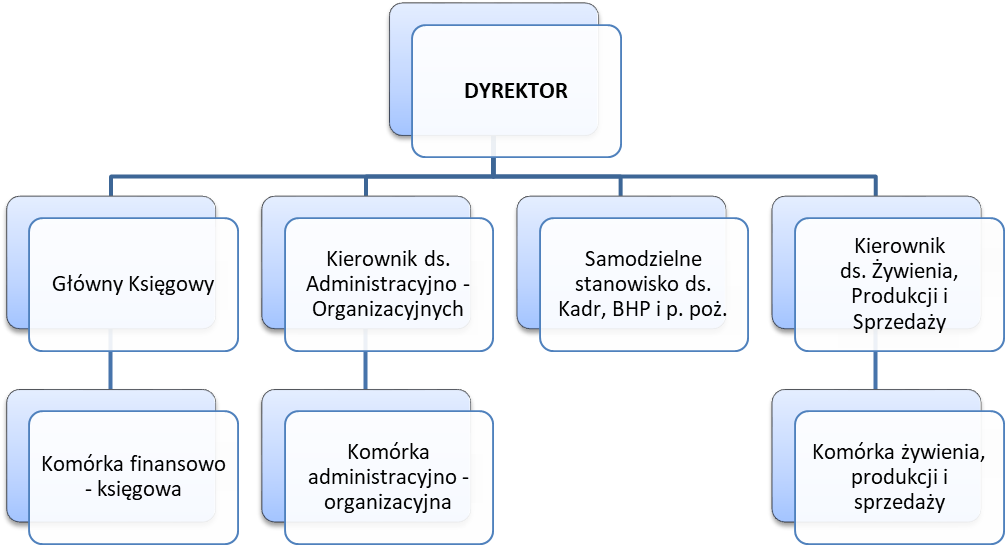 DYREKTOR
Główny Księgowy
Kierownik ds.
Administracyjno -
Organizacyjnych
Samodzielne
stanowisko ds.
Kadr, BHP i p. poż.
Kierownik
ds. Żywienia,
Produkcji i
Sprzedaży
Komórka finansowo
- księgowa
Komórka
administracyjno -
organizacyjna
Komórka żywienia,
produkcji i
sprzedaży